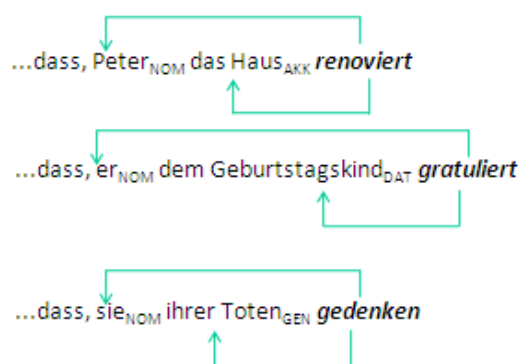 ...dass, Peter NOM das Haus AKK renoviert
...dass, er NOM dem Geburtstagskind DAT gratuliert
...dass, sie NOM ihrer Toten GEN gedenken